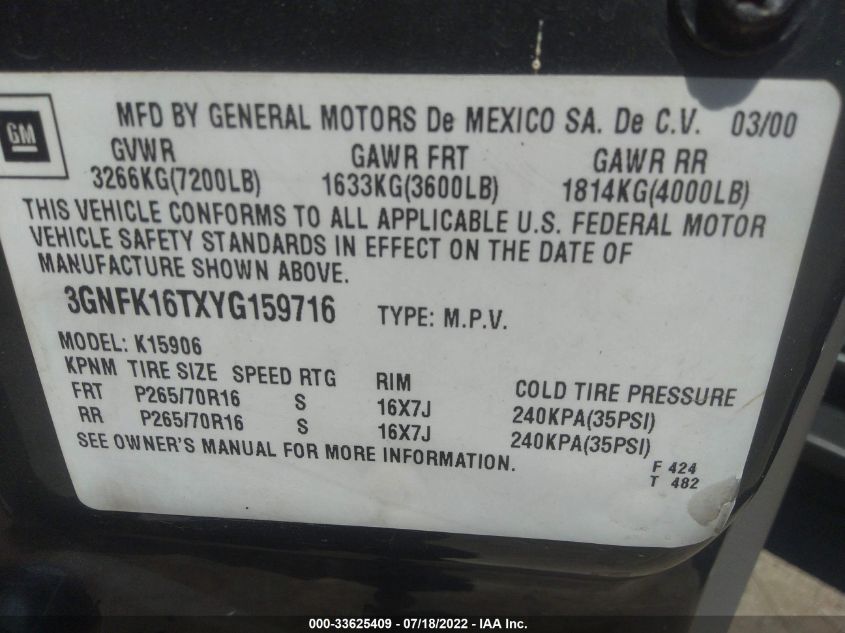 GM
MFD BY GENERAL MOTORS De MEXICO SA. De C.V. 03/00
GVWR GAWR FRT GAWR RR
3266KG(7200LB) 1633KG(3600LB) 1814KG(4000LB)
THIS VEHICLE CONFORMS TO ALL APPLICABLE U.S. FEDERAL MOTOR
VEHICLE SAFETY STANDARDS IN EFFECT ON THE DATE OF
MANUFACTURE SHOWN ABOVE.
3GNFK16TXYG159716 TYPE: M.P.V.
MODEL: K15906
KPNM TIRE SIZE SPEED RTG RIM COLD TIRE PRESSURE
FRT P265/70R16 S 16X7J 240KPA(35PSI)
RR P265/70R16 S 16X7J 240KPA(35PSI)
SEE OWNER'S MANUAL FOR MORE INFORMATION.
F 424
T 482
000-33625409 - 07/18/2022 - IAA Inc.